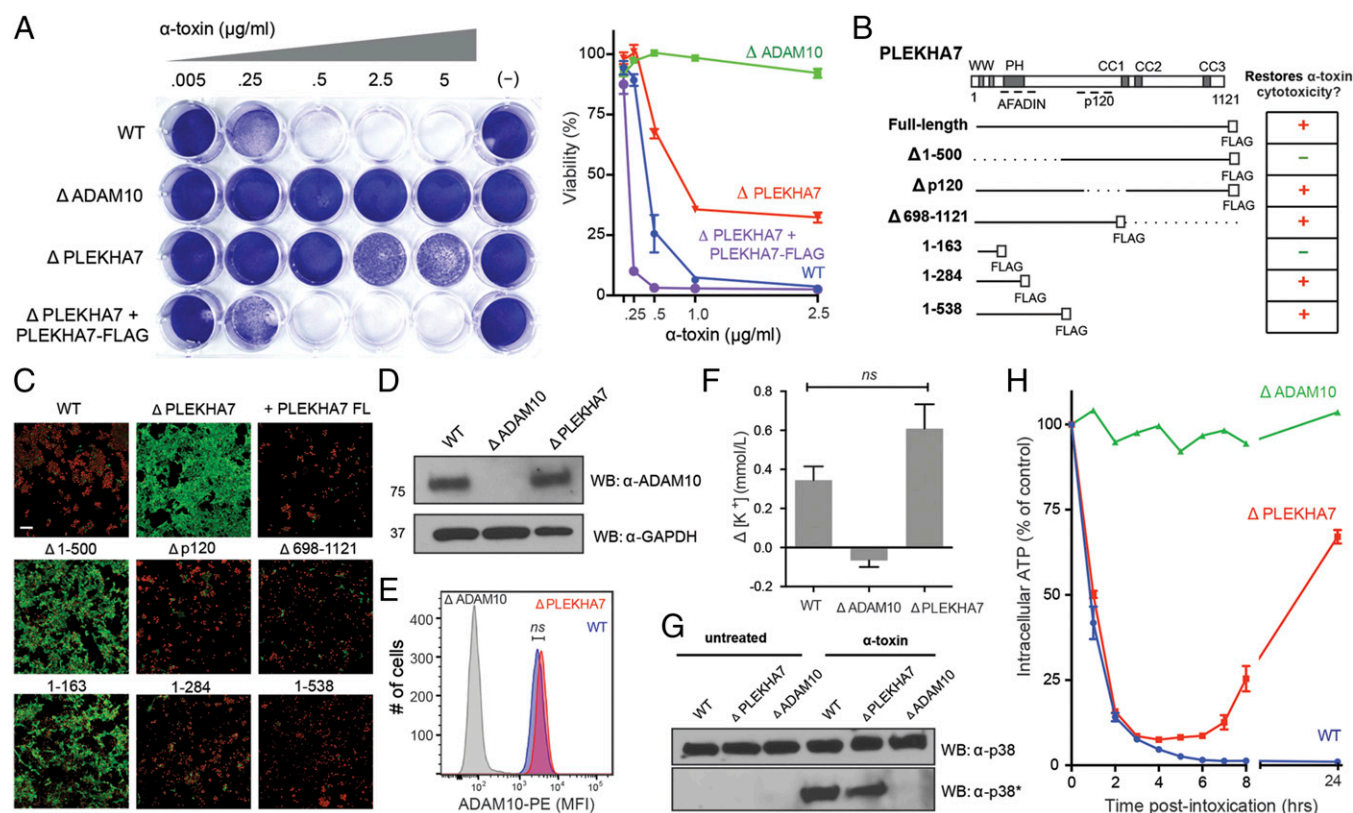 A
α-toxin (µg/ml)
.005 .25 .5 2.5 5 (-)
WT
Δ ADAM10
Δ PLEKHA7
Δ PLEKHA7 +
PLEKHA7-FLAG
Viability (%)
100
75
50
25
0
Δ ADAM10
Δ PLEKHA7
Δ PLEKHA7 +
PLEKHA7-FLAG
WT
.25 .5 1.0 2.5
α-toxin (µg/ml)
B
PLEKHA7
WW PH CC1 CC2 CC3
1 AFADIN p120 1121
Restores α-toxin
cytotoxicity?
Full-length FLAG +
Δ1-500 FLAG –
Δp120 FLAG +
Δ698-1121 FLAG +
1-163 FLAG –
1-284 FLAG +
1-538 FLAG +
C
WT Δ PLEKHA7 + PLEKHA7 FL
Δ 1-500 Δ p120 Δ 698-1121
1-163 1-284 1-538
D
WT Δ ADAM10 Δ PLEKHA7
75 WB: α-ADAM10
37 WB: α-GAPDH
E
# of cells
400
300
200
100
0
Δ ADAM10 Δ PLEKHA7
ns WT
10² 10³ 10⁴ 10⁵
ADAM10-PE (MFI)
F
ns
Δ [K⁺] (mmol/L)
0.8
0.6
0.4
0.2
0.0
-0.2
WT Δ ADAM10 Δ PLEKHA7
G
untreated α-toxin
WT Δ PLEKHA7 Δ ADAM10 WT Δ PLEKHA7 Δ ADAM10
WB: α-p38
WB: α-p38*
H
Intracellular ATP (% of control)
100
75
50
25
0
Δ ADAM10
Δ PLEKHA7
WT
0 2 4 6 8 24
Time post-intoxication (hrs)